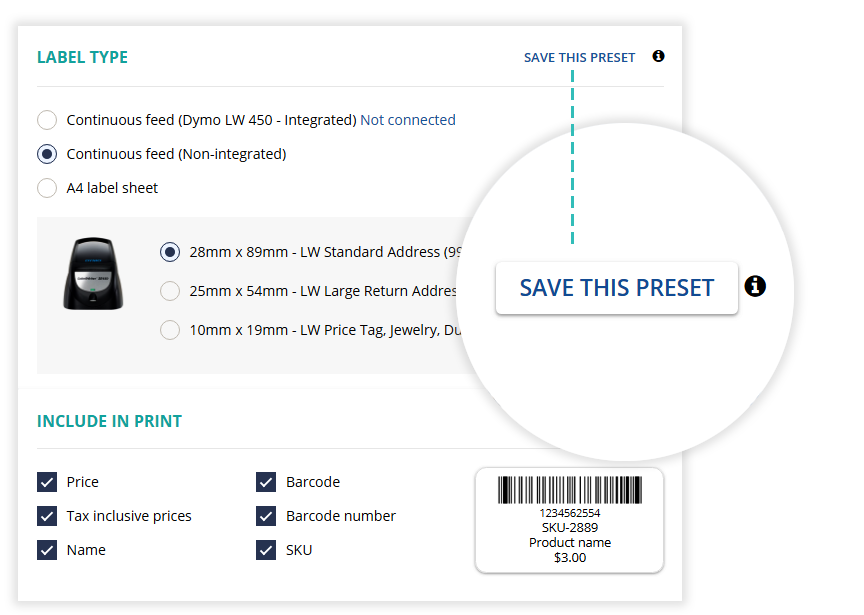 LABEL TYPE
SAVE THIS PRESET
Continuous feed (Dymo LW 450 - Integrated) Not connected
Continuous feed (Non-integrated)
A4 label sheet
28mm x 89mm - LW Standard Address (99
25mm x 54mm - LW Large Return Addres
10mm x 19mm - LW Price Tag, Jewelry, Du
SAVE THIS PRESET
INCLUDE IN PRINT
Price
Barcode
Tax inclusive prices
Barcode number
Name
SKU
1234562554
SKU-2889
Product name
$3.00